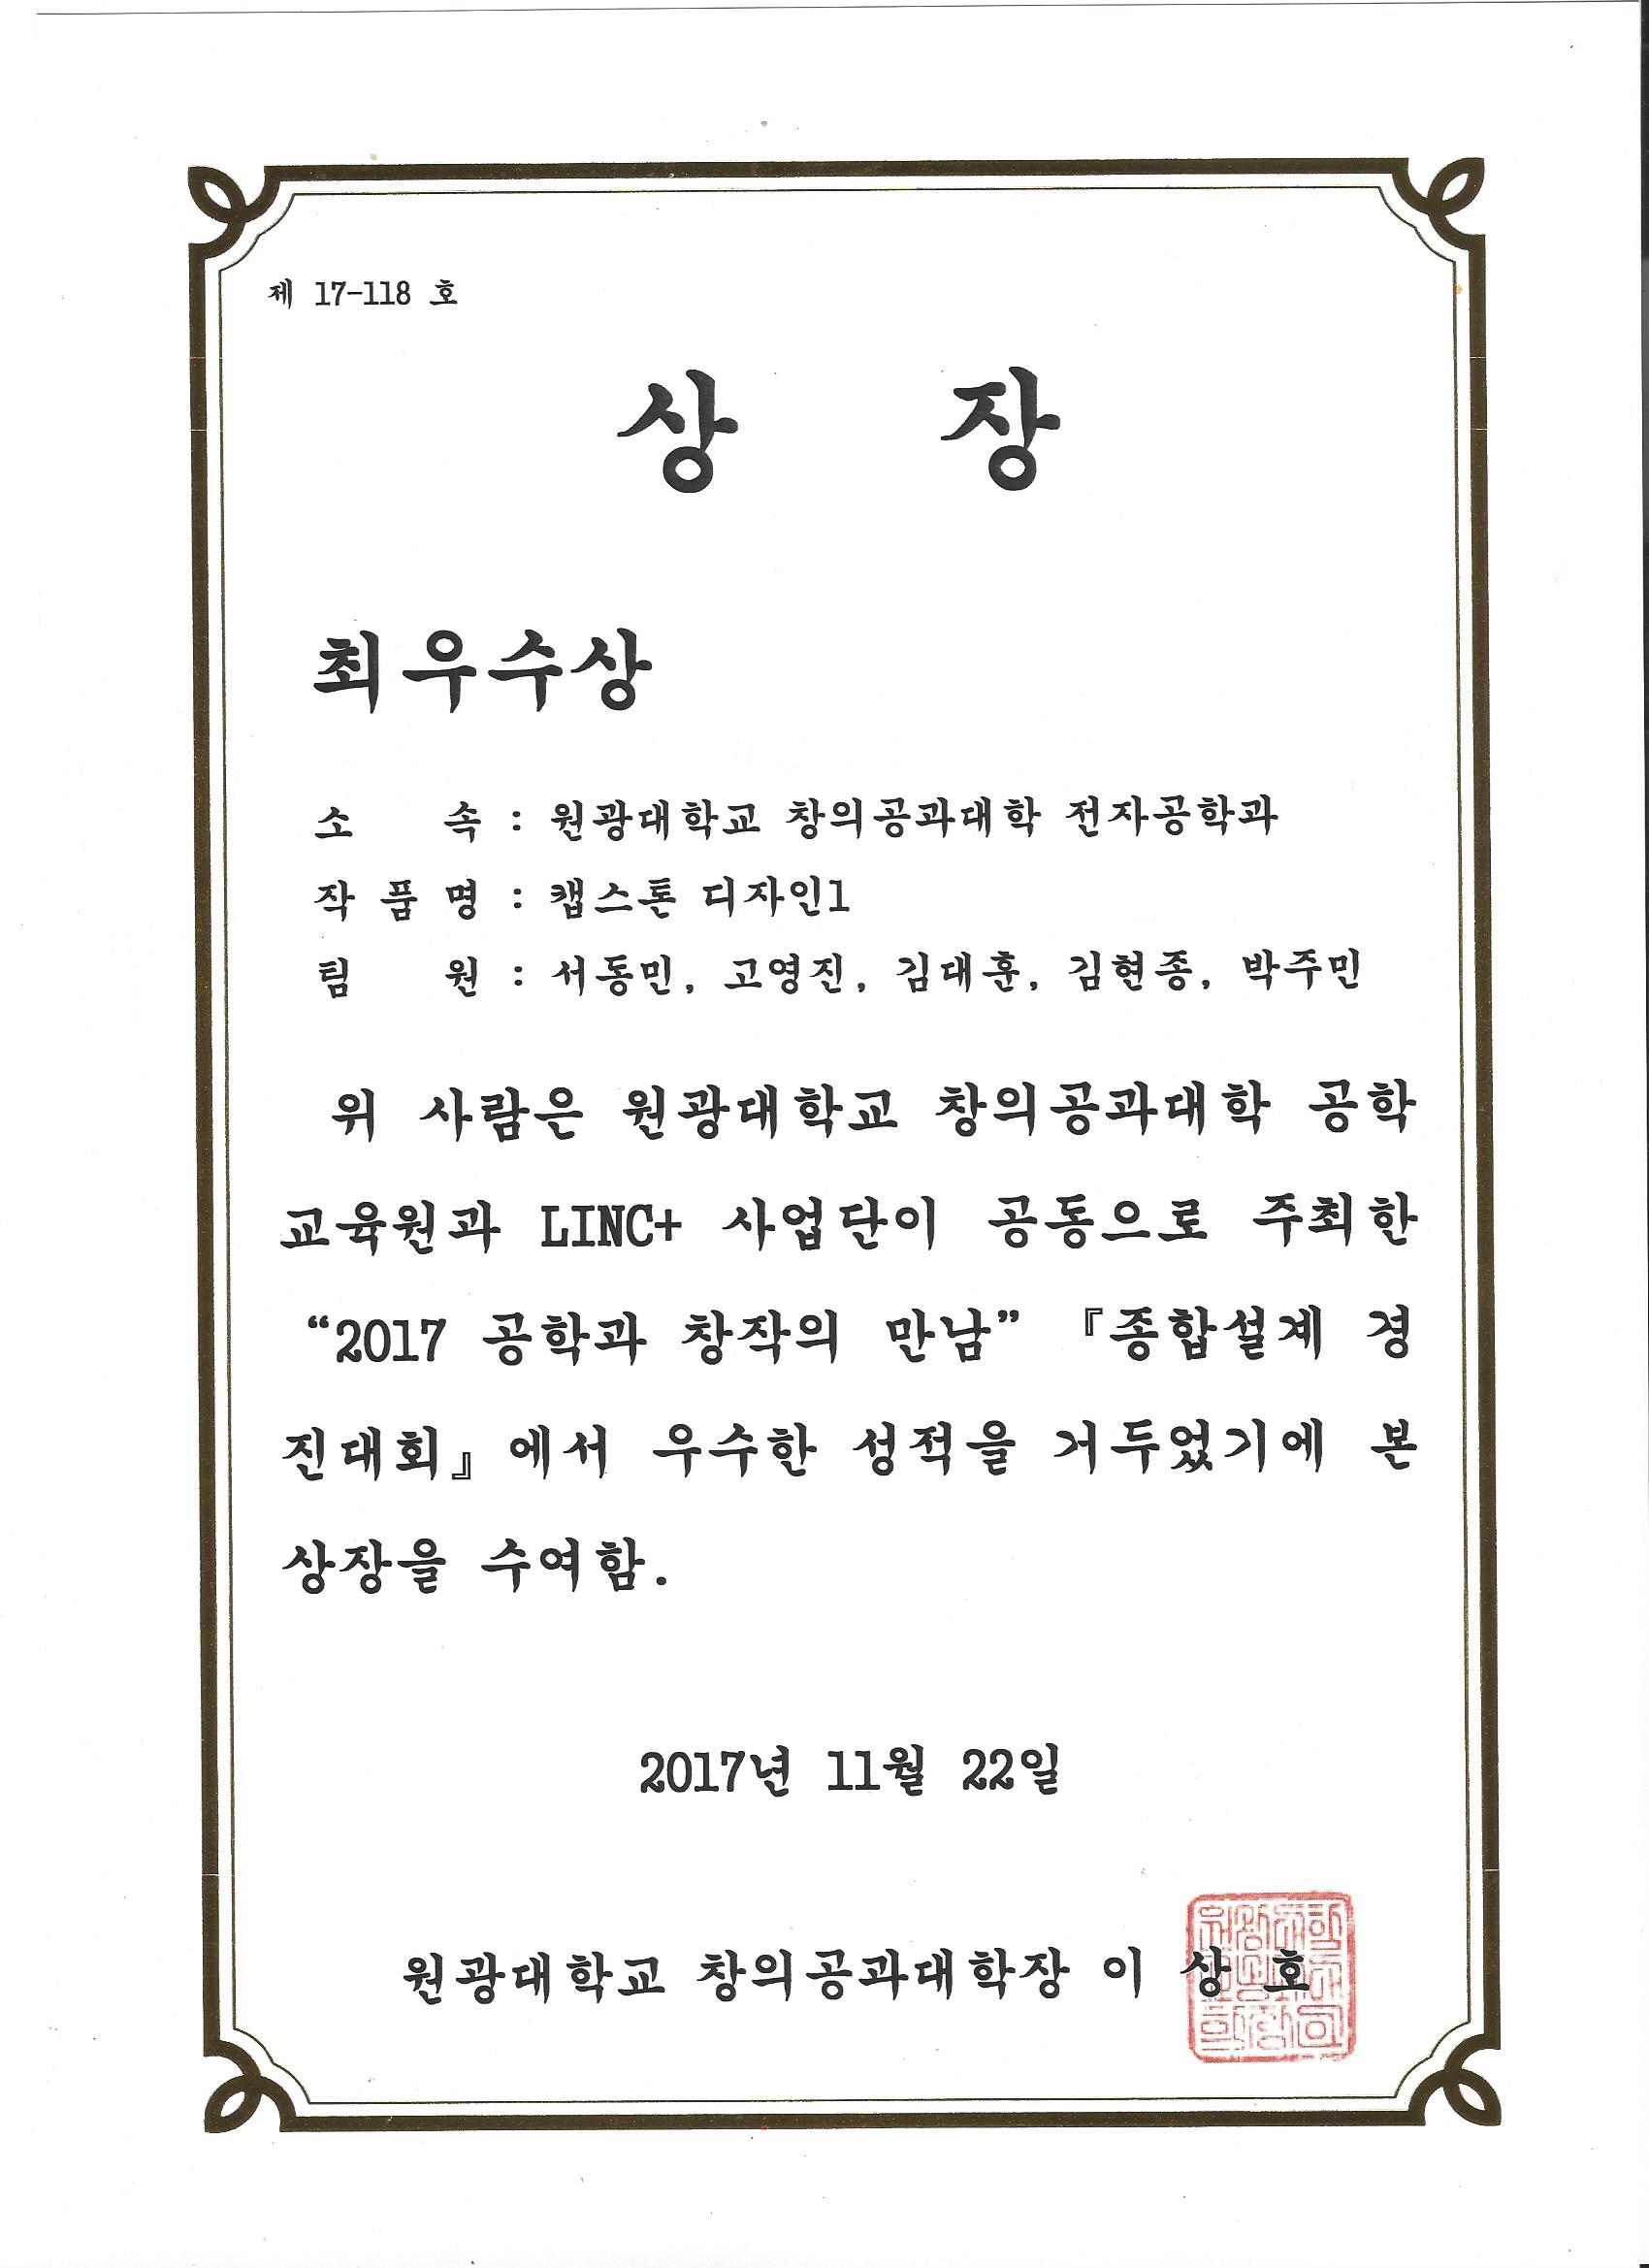 제 17-118 호
상 장
최우수상
소 속 : 원광대학교 창의공과대학 전자공학과
작 품 명 : 캡스톤 디자인1
팀 원 : 서동민, 고영진, 김대훈, 김현종, 박주민
위 사람은 원광대학교 창의공과대학 공학
교육원과 LINC+ 사업단이 공동으로 주최한
“2017 공학과 창작의 만남” 『종합설계 경
진대회』에서 우수한 성적을 거두었기에 본
상장을 수여함.
2017년 11월 22일
원광대학교 창의공과대학장 이 상 호